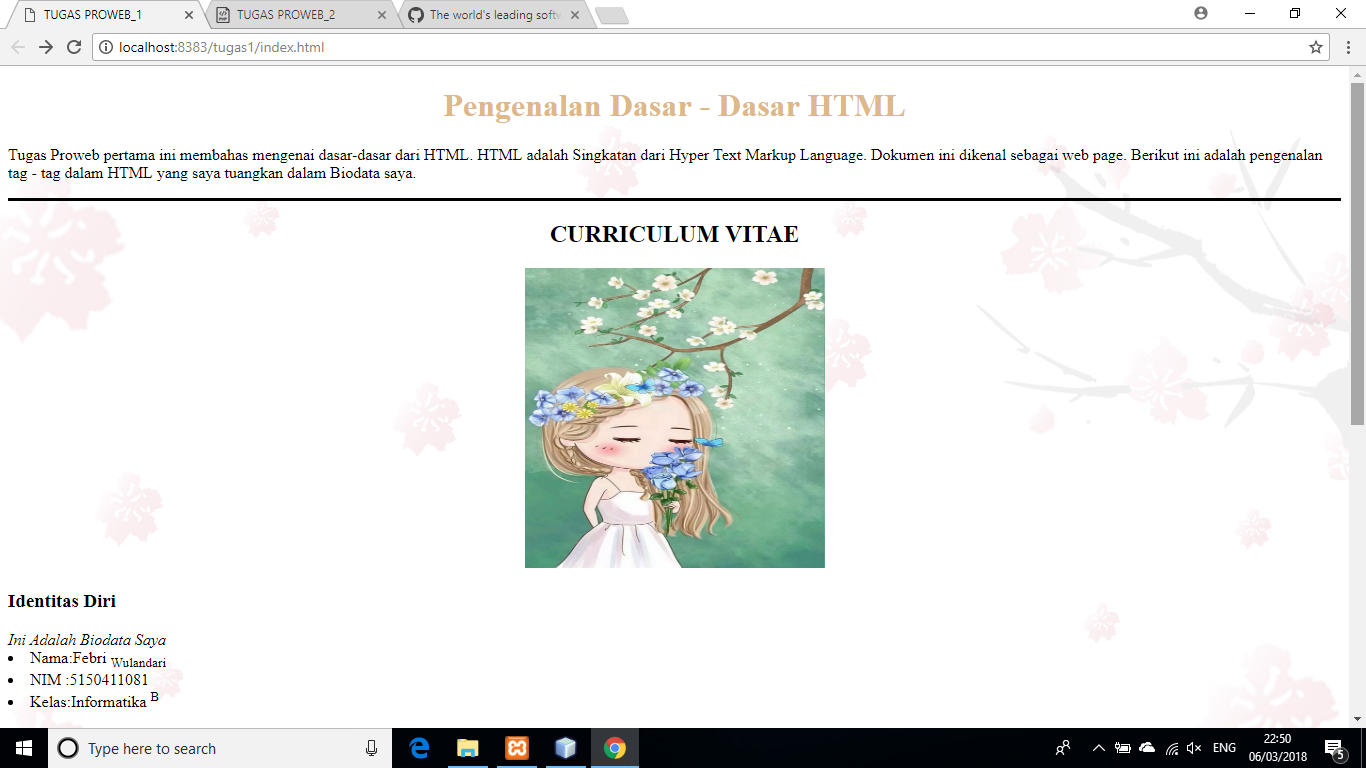 TUGAS PROWEB_1
TUGAS PROWEB_2
The world's leading softw
localhost:8383/tugas1/index.html
Pengenalan Dasar - Dasar HTML
Tugas Proweb pertama ini membahas mengenai dasar-dasar dari HTML. HTML adalah Singkatan dari Hyper Text Markup Language. Dokumen ini dikenal sebagai web page. Berikut ini adalah pengenalan
tag - tag dalam HTML yang saya tuangkan dalam Biodata saya.
CURRICULUM VITAE
Identitas Diri
Ini Adalah Biodata Saya
• Nama:Febri Wulandari
• NIM :5150411081
• Kelas:Informatika B
Type here to search
ENG
22:50
06/03/2018
5